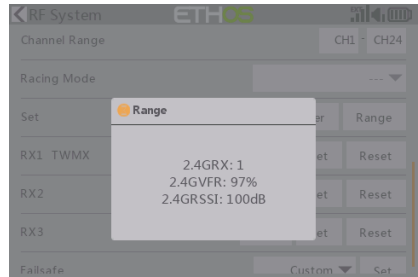 RF System
ETHOS
Channel Range CH1 - CH24
Racing Mode ---
Set er Range
Range
2.4GRX: 1
2.4GVFR: 97%
2.4GRSSI: 100dB
RX1 TWMX et Reset
RX2 et Reset
RX3 et Reset
Failsafe Custom Set